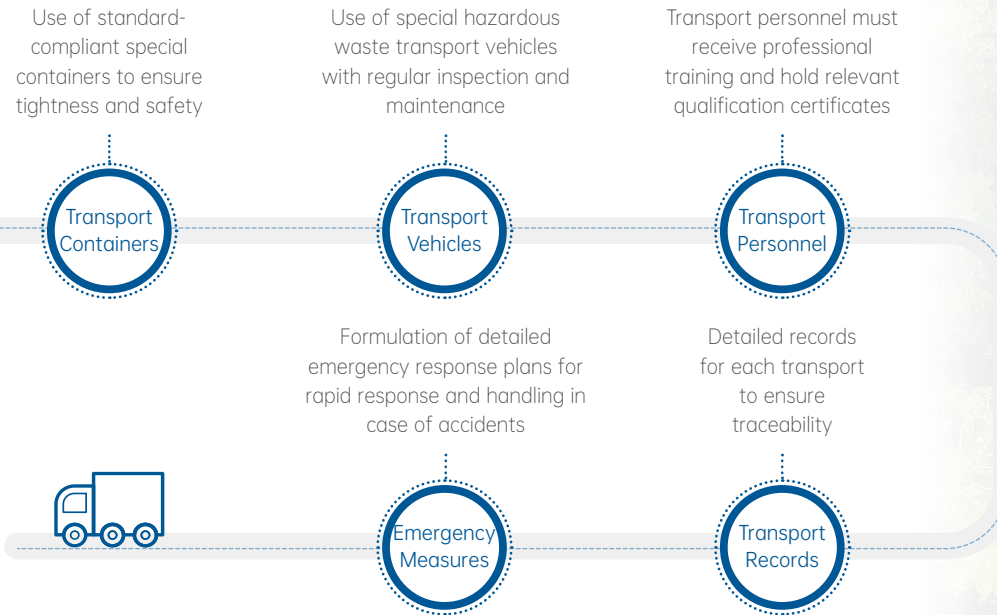 Use of standard-
compliant special
containers to ensure
tightness and safety
Transport
Containers
Use of special hazardous
waste transport vehicles
with regular inspection and
maintenance
Transport
Vehicles
Transport personnel must
receive professional
training and hold relevant
qualification certificates
Transport
Personnel
Detailed records
for each transport
to ensure
traceability
Transport
Records
Formulation of detailed
emergency response plans for
rapid response and handling in
case of accidents
Emergency
Measures